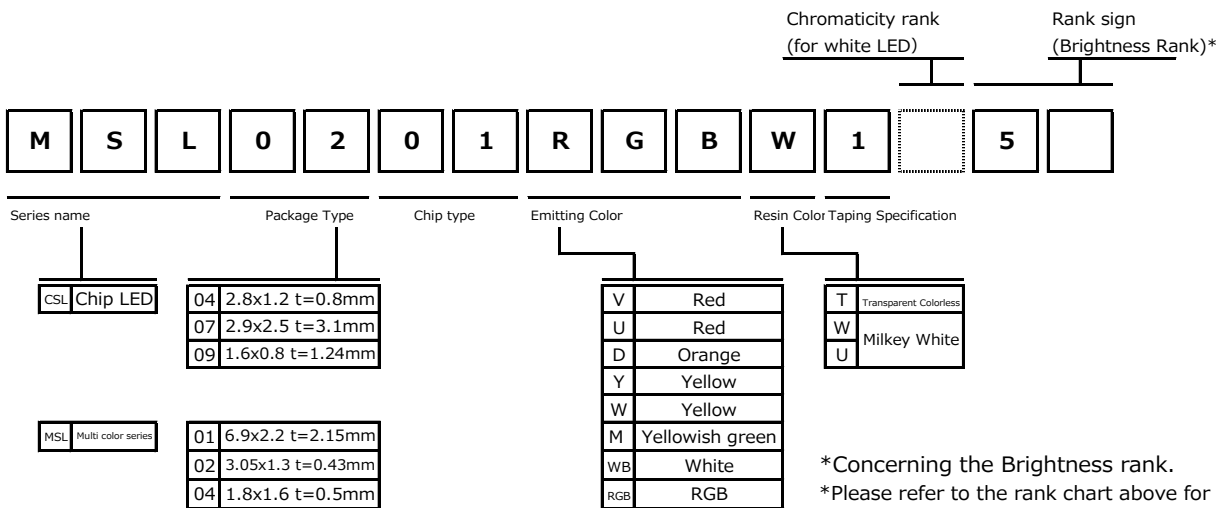 Chromaticity rank
(for white LED)
Rank sign
(Brightness Rank)*
M S L 0 2 0 1 R G B W 1 5
Series name Package Type Chip type Emitting Color Resin Color Taping Specification
CSL Chip LED
04 2.8x1.2 t=0.8mm
07 2.9x2.5 t=3.1mm
09 1.6x0.8 t=1.24mm
MSL Multi color series
01 6.9x2.2 t=2.15mm
02 3.05x1.3 t=0.43mm
04 1.8x1.6 t=0.5mm
V Red
U Red
D Orange
Y Yellow
W Yellow
M Yellowish green
WB White
RGB RGB
T Transparent Colorless
W Milkey White
U
*Concerning the Brightness rank.
*Please refer to the rank chart above for